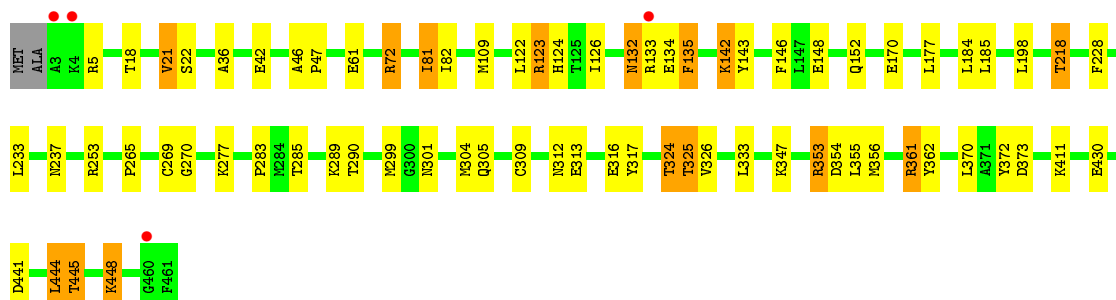 MET ALA A3 K4 R5 T18 V21 S22 A36 E42 A46 P47 E61 R72 I81 I82 M109 L122 R123 H124 T125 I126 N132 R133 E134 F135 K142 Y143 F146 L147 E148 Q152 E170 L177 L184 L185 L198 T218 F228
L233 N237 R253 P265 C269 G270 K277 P283 M284 T285 K289 T290 M299 G300 N301 M304 Q305 C309 N312 E313 E316 Y317 T324 T325 V326 L333 K347 R353 D354 L355 M356 R361 Y362 L370 A371 Y372 D373 K411 E430
D441 L444 T445 K448 G460 F461